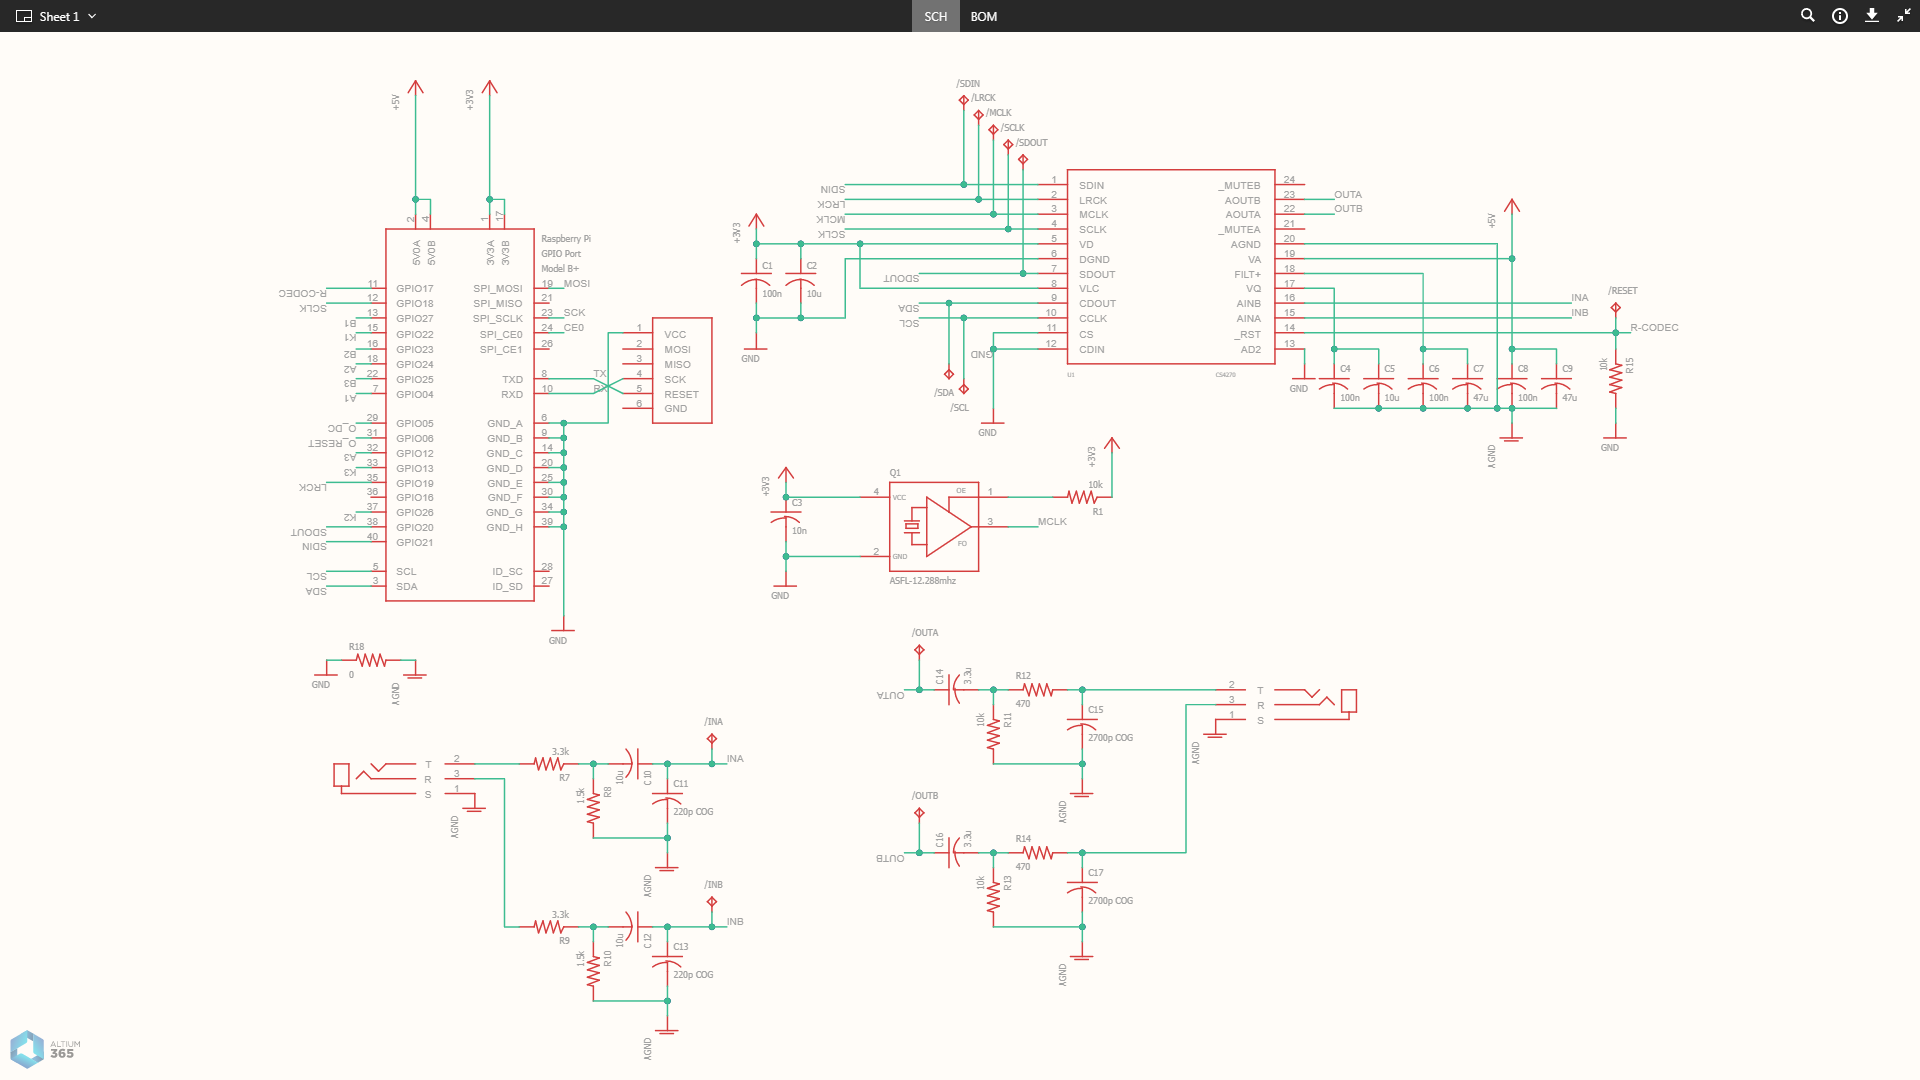 Sheet 1
SCH
BOM
+5V
+3V3
2
4
1
17
5V0A
5V0B
3V3A
3V3B
Raspberry Pi
GPIO Port
Model B+
R-CODEC 11 GPIO17
SPI_MOSI 19 MOSI
SCLK 12 GPIO18
SPI_MISO 21
B1 13 GPIO27
SPI_SCLK 23 SCK
K1 15 GPIO22
SPI_CE0 24 CE0
B2 16 GPIO23
SPI_CE1 26
A2 18 GPIO24
B3 22 GPIO25
TXD 8 TX
A1 7 GPIO04
RXD 10 RX
O_DC 29 GPIO05
GND_A 6
O_RESET 31 GPIO06
GND_B 9
A3 32 GPIO12
GND_C 14
K3 33 GPIO13
GND_D 20
LRCK 35 GPIO19
GND_E 25
36 GPIO16
GND_F 30
K2 37 GPIO26
GND_G 34
SDOUT 38 GPIO20
GND_H 39
SDIN 40 GPIO21
SCL 5 SCL
ID_SC 28
SDA 3 SDA
ID_SD 27
GND
1 VCC
2 MOSI
3 MISO
4 SCK
5 RESET
6 GND
/SDIN
/LRCK
/MCLK
/SCLK
/SDOUT
SDIN 1 SDIN
LRCK 2 LRCK
MCLK 3 MCLK
SCLK 4 SCLK
5 VD
6 DGND
SDOUT 7 SDOUT
8 VLC
SDA 9 CDOUT
SCL 10 CCLK
11 CS
GND 12 CDIN
_MUTEB 24
AOUTB 23 OUTA
AOUTA 22 OUTB
_MUTEA 21
AGND 20
VA 18
FILT+ 18
VQ 17
AINB 16 INA
AINA 15 INB
_RST 14 R-CODEC
AD2 13
U1
CS4270
+3V3
C1
100n
C2
10u
GND
/SDA
/SCL
GND
+5V
/RESET
GND
C4
100n
C5
10u
C6
100n
C7
47u
C8
100n
C9
47u
10k
R15
AGND
GND
+3V3
C3
10n
GND
Q1
4 VCC
2 GND
OE 1
FO 3
MCLK
ASFL-12.288mhz
10k
R1
+3V3
R18
0
GND
AGND
T 2
R 3
S 1
AGND
3.3k
R7
1.5k
R8
10u
C10
C11
220p COG
/INA
INA
AGND
3.3k
R9
1.5k
R10
10u
C12
C13
220p COG
/INB
INB
AGND
/OUTA
OUTA
C14
3.3u
10k
R11
R12
470
C15
2700p COG
AGND
/OUTB
OUTB
C16
3.3u
10k
R13
R14
470
C17
2700p COG
AGND
2 T
3 R
1 S
AGND
ALTIUM
365